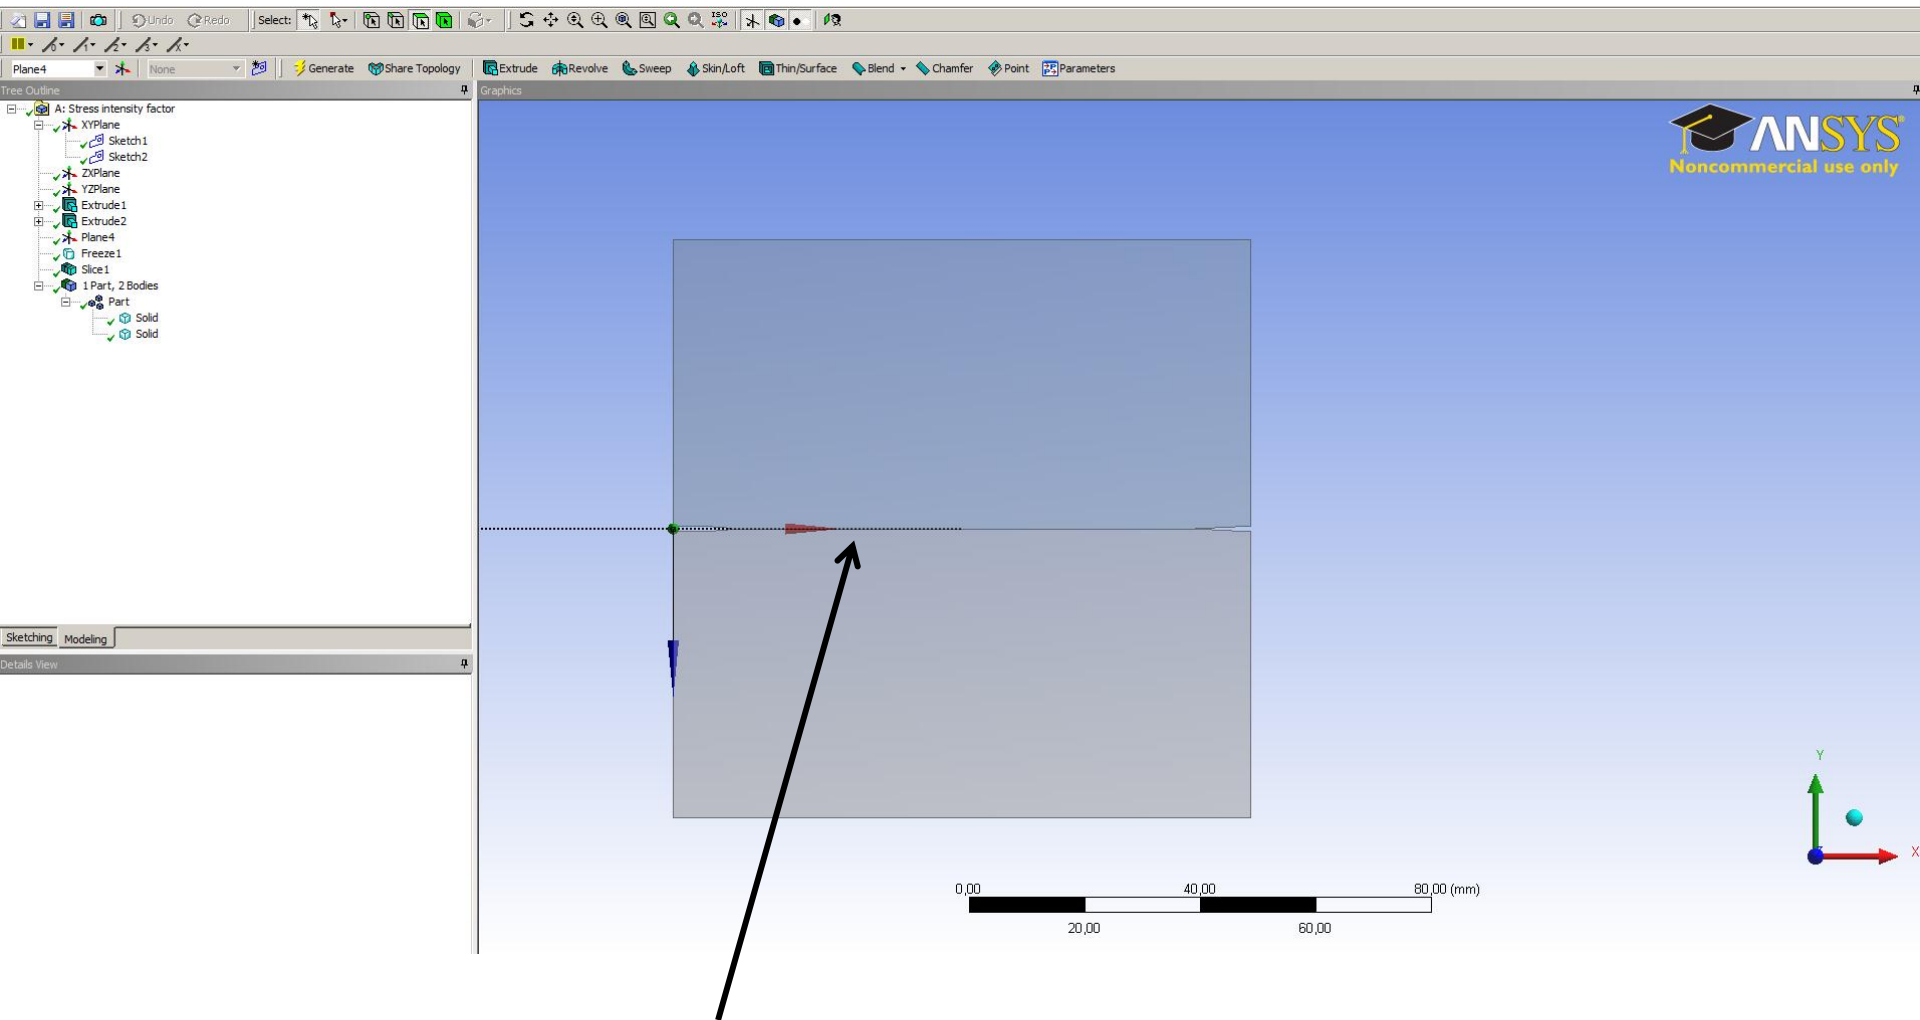 Undo Redo Select: ISO
Plane4 None Generate Share Topology Extrude Revolve Sweep Skin/Loft Thin/Surface Blend Chamfer Point Parameters
Tree Outline
A: Stress intensity factor
XYPlane
Sketch1
Sketch2
ZXPlane
YZPlane
Extrude1
Extrude2
Plane4
Freeze1
Slice1
1 Part, 2 Bodies
Part
Solid
Solid
Sketching Modeling
Details View
Graphics
ANSYS
Noncommercial use only
Y
X
0,00 40,00 80,00 (mm)
20,00 60,00